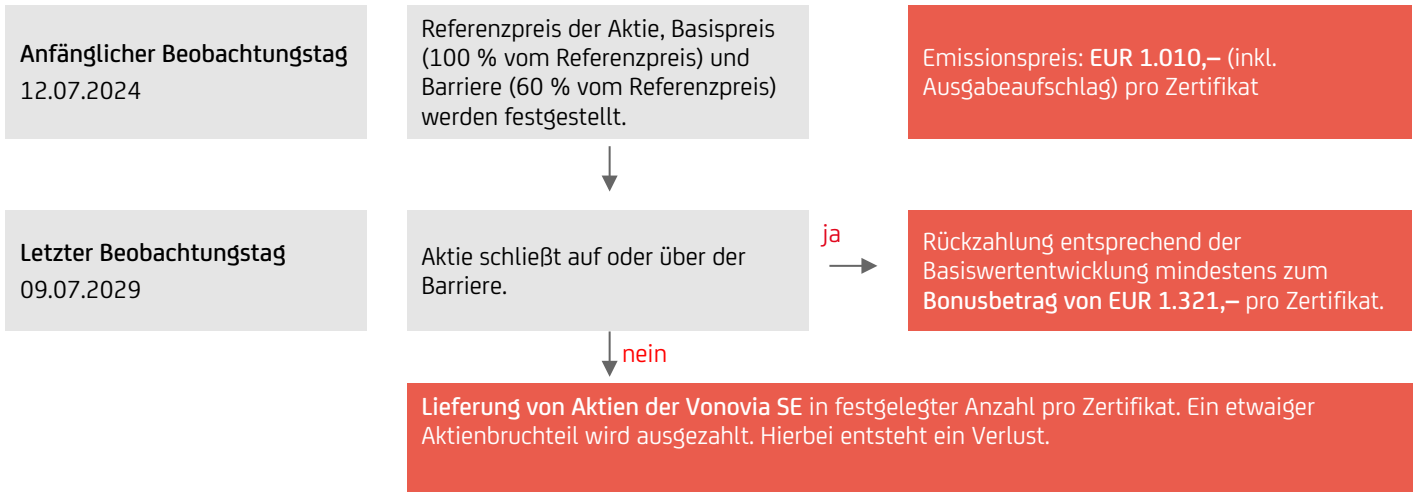 Anfänglicher Beobachtungstag
12.07.2024
Referenzpreis der Aktie, Basispreis
(100 % vom Referenzpreis) und
Barriere (60 % vom Referenzpreis)
werden festgestellt.
Emissionspreis: EUR 1.010,– (inkl.
Ausgabeaufschlag) pro Zertifikat
Letzter Beobachtungstag
09.07.2029
Aktie schließt auf oder über der
Barriere.
ja
Rückzahlung entsprechend der
Basiswertentwicklung mindestens zum
Bonusbetrag von EUR 1.321,– pro Zertifikat.
nein
Lieferung von Aktien der Vonovia SE in festgelegter Anzahl pro Zertifikat. Ein etwaiger
Aktienbruchteil wird ausgezahlt. Hierbei entsteht ein Verlust.